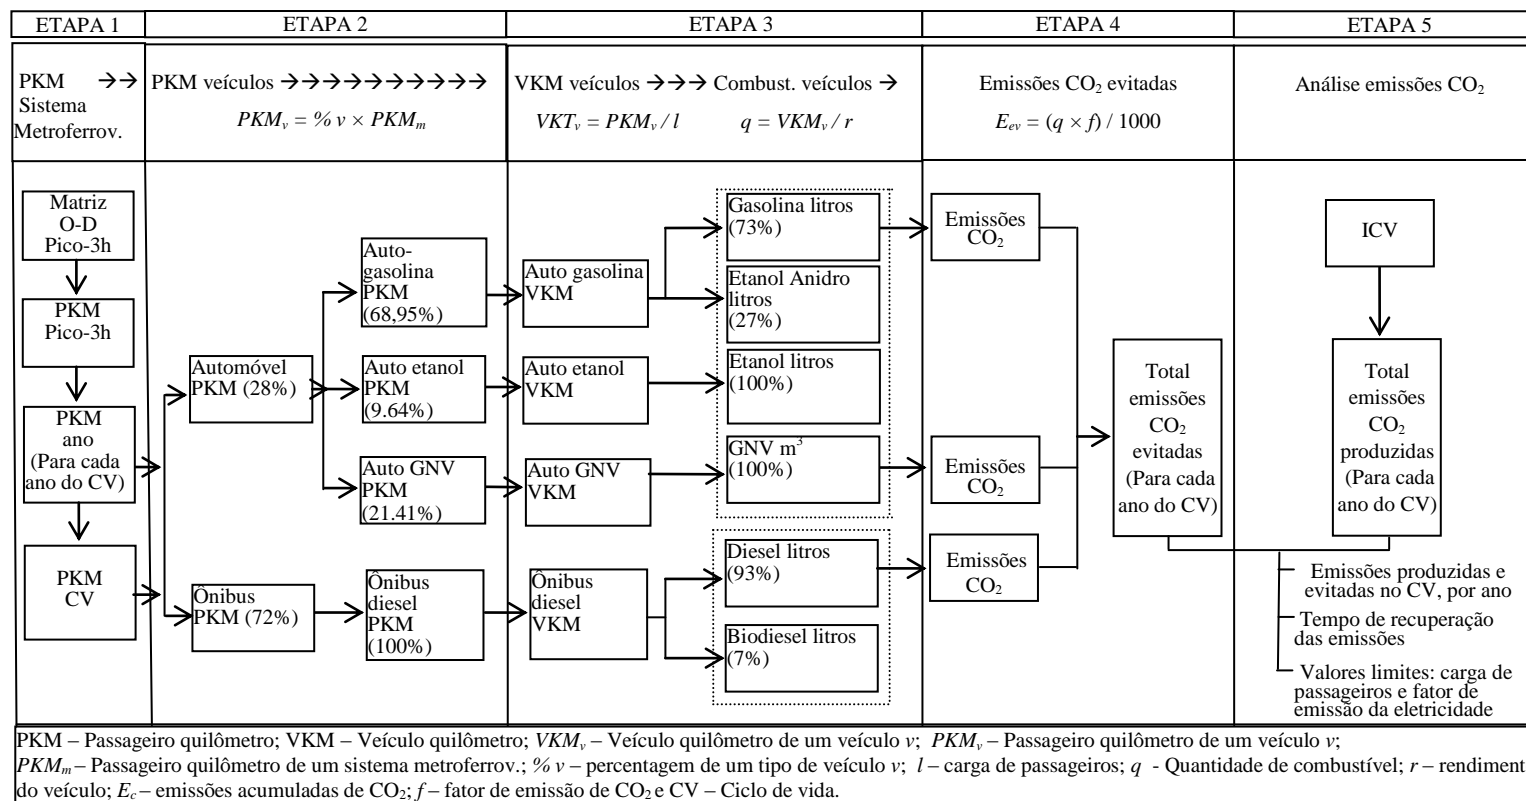 ETAPA 1
ETAPA 2
ETAPA 3
ETAPA 4
ETAPA 5
PKM →→
Sistema
Metroferrov.
PKM veículos →→→→→→→→→→
PKMv = % v × PKMm
VKM veículos →→→ Combust. veículos →
VKTv = PKMv / l q = VKMv / r
Emissões CO2 evitadas
Eev = (q × f) / 1000
Análise emissões CO2
Matriz
O-D
Pico-3h
PKM
Pico-3h
PKM
ano
(Para cada
ano do CV)
PKM
CV
Automóvel
PKM (28%)
Ônibus
PKM (72%)
Auto-
gasolina
PKM
(68,95%)
Auto etanol
PKM
(9.64%)
Auto GNV
PKM
(21.41%)
Ônibus
diesel
PKM
(100%)
Auto gasolina
VKM
Auto etanol
VKM
Auto GNV
VKM
Ônibus
diesel
VKM
Gasolina litros
(73%)
Etanol Anidro
litros
(27%)
Etanol litros
(100%)
GNV m³
(100%)
Diesel litros
(93%)
Biodiesel litros
(7%)
Emissões
CO2
Emissões
CO2
Emissões
CO2
Total
emissões
CO2
evitadas
(Para cada
ano do CV)
ICV
Total
emissões
CO2
produzidas
(Para cada
ano do CV)
Emissões produzidas e
evitadas no CV, por ano
Tempo de recuperação
das emissões
Valores limites: carga de
passageiros e fator de
emissão da eletricidade
PKM – Passageiro quilômetro; VKM – Veículo quilômetro; VKMv – Veículo quilômetro de um veículo v; PKMv – Passageiro quilômetro de um veículo v;
PKMm – Passageiro quilômetro de um sistema metroferrov.; % v – percentagem de um tipo de veículo v; l – carga de passageiros; q - Quantidade de combustível; r – rendiment
do veículo; Ec – emissões acumuladas de CO2; f – fator de emissão de CO2 e CV – Ciclo de vida.